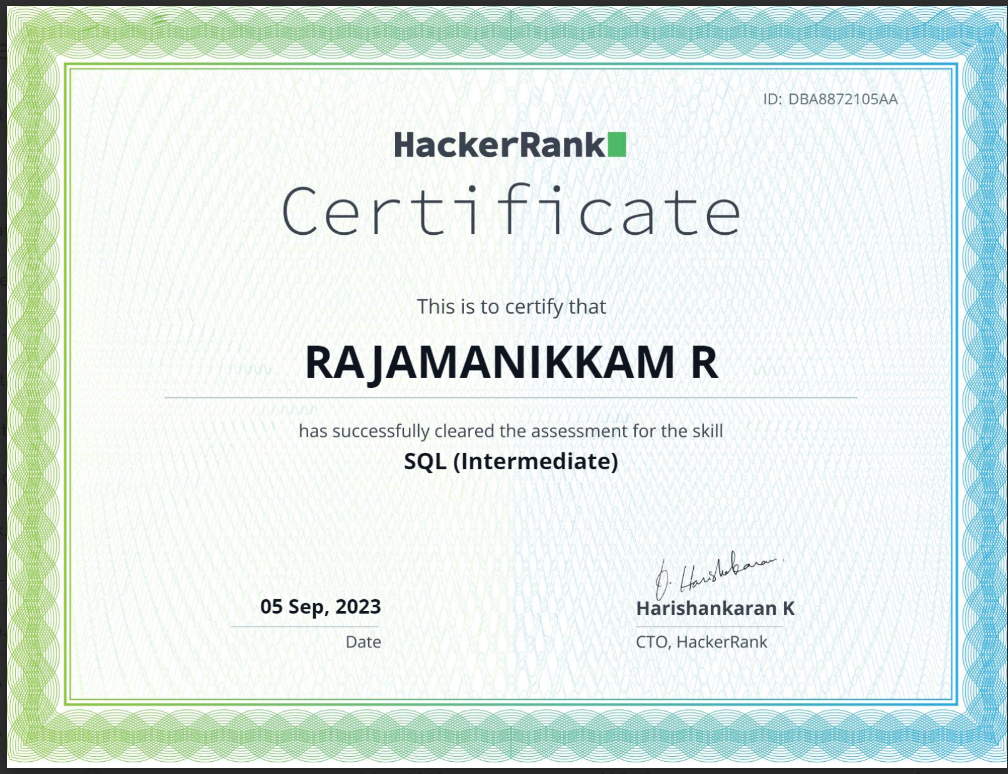 ID: DBA8872105AA
HackerRank
Certificate
This is to certify that
RAJAMANIKKAM R
has successfully cleared the assessment for the skill
SQL (Intermediate)
05 Sep, 2023
Date
Harishankaran K
CTO, HackerRank